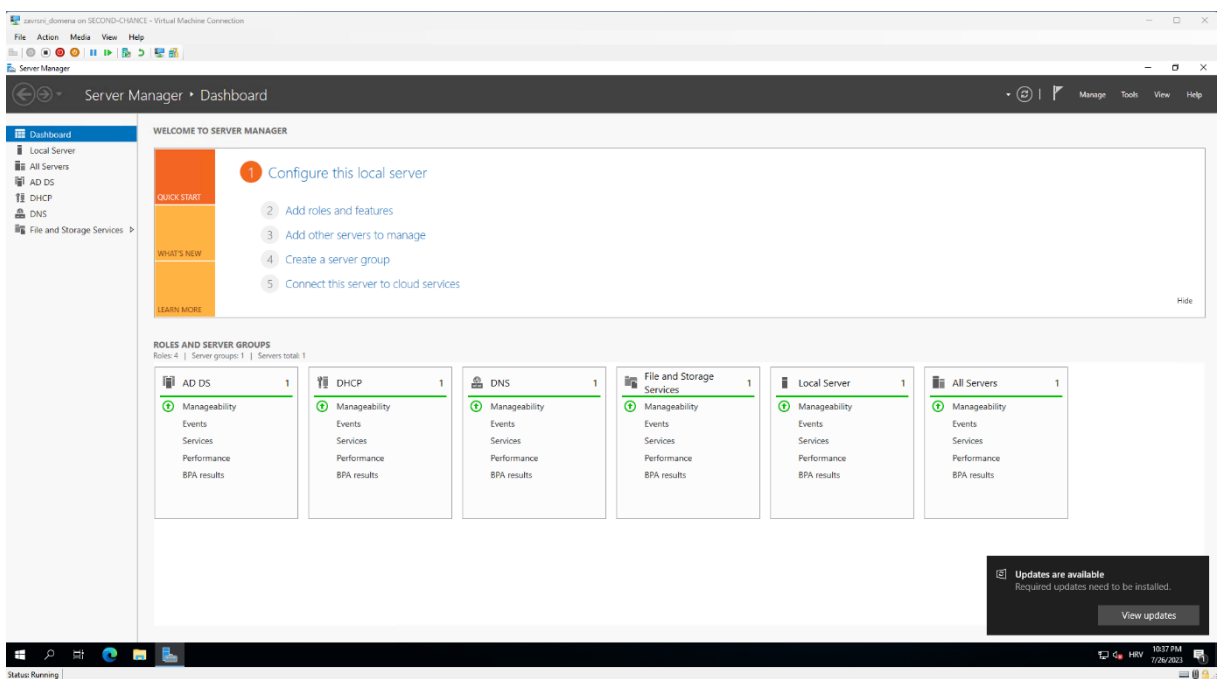 zavrsni_domena on SECOND-CHANCE - Virtual Machine Connection
File Action Media View Help
Server Manager
Server Manager • Dashboard
Manage Tools View Help
Dashboard
Local Server
All Servers
AD DS
DHCP
DNS
File and Storage Services
WELCOME TO SERVER MANAGER
QUICK START
WHAT'S NEW
LEARN MORE
1 Configure this local server
2 Add roles and features
3 Add other servers to manage
4 Create a server group
5 Connect this server to cloud services
Hide
ROLES AND SERVER GROUPS
Roles: 4 | Server groups: 1 | Servers total: 1
AD DS 1
Manageability
Events
Services
Performance
BPA results
DHCP 1
Manageability
Events
Services
Performance
BPA results
DNS 1
Manageability
Events
Services
Performance
BPA results
File and Storage
Services 1
Manageability
Events
Services
Performance
BPA results
Local Server 1
Manageability
Events
Services
Performance
BPA results
All Servers 1
Manageability
Events
Services
Performance
BPA results
Updates are available
Required updates need to be installed.
View updates
HRV
10:37 PM
7/26/2023
1
Status: Running